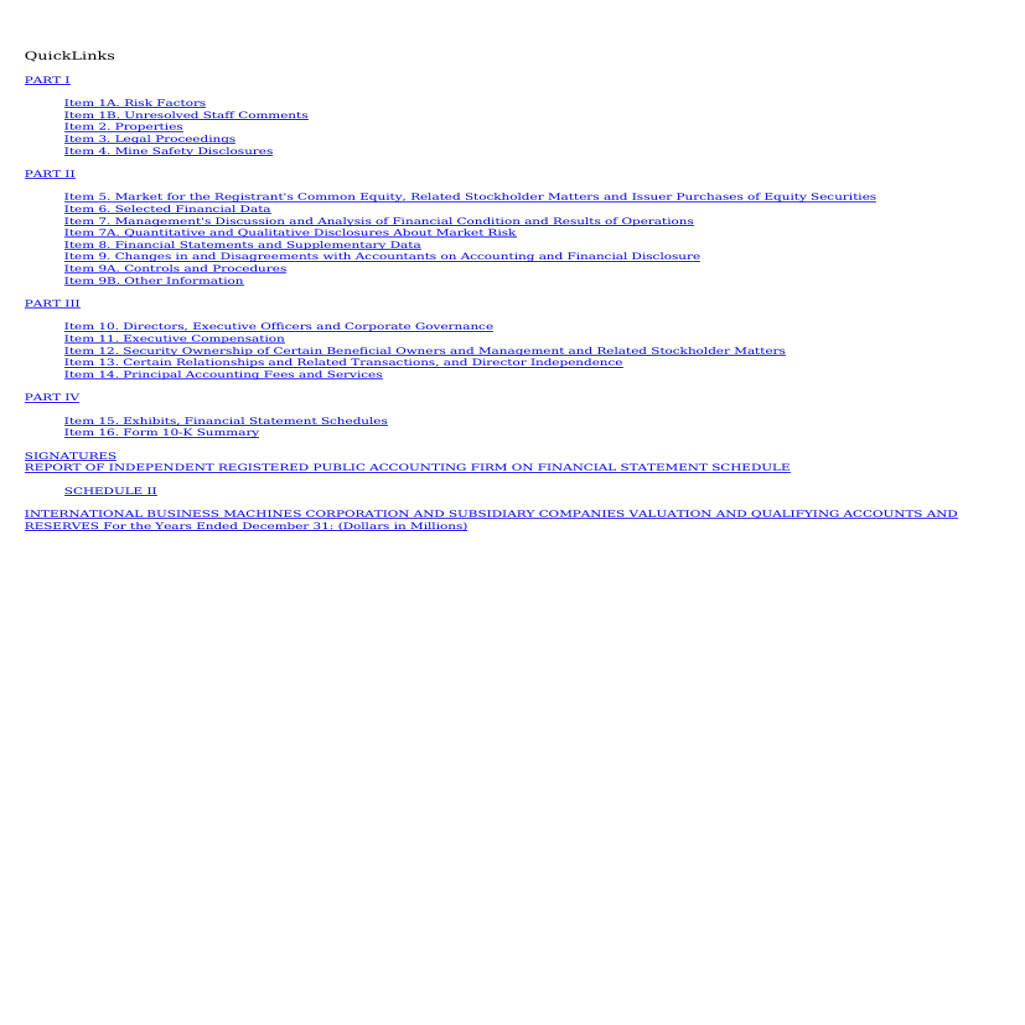 QuickLinks
PART I
Item 1A. Risk Factors
Item 1B. Unresolved Staff Comments
Item 2. Properties
Item 3. Legal Proceedings
Item 4. Mine Safety Disclosures
PART II
Item 5. Market for the Registrant's Common Equity, Related Stockholder Matters and Issuer Purchases of Equity Securities
Item 6. Selected Financial Data
Item 7. Management's Discussion and Analysis of Financial Condition and Results of Operations
Item 7A. Quantitative and Qualitative Disclosures About Market Risk
Item 8. Financial Statements and Supplementary Data
Item 9. Changes in and Disagreements with Accountants on Accounting and Financial Disclosure
Item 9A. Controls and Procedures
Item 9B. Other Information
PART III
Item 10. Directors, Executive Officers and Corporate Governance
Item 11. Executive Compensation
Item 12. Security Ownership of Certain Beneficial Owners and Management and Related Stockholder Matters
Item 13. Certain Relationships and Related Transactions, and Director Independence
Item 14. Principal Accounting Fees and Services
PART IV
Item 15. Exhibits, Financial Statement Schedules
Item 16. Form 10-K Summary
SIGNATURES
REPORT OF INDEPENDENT REGISTERED PUBLIC ACCOUNTING FIRM ON FINANCIAL STATEMENT SCHEDULE
SCHEDULE II
INTERNATIONAL BUSINESS MACHINES CORPORATION AND SUBSIDIARY COMPANIES VALUATION AND QUALIFYING ACCOUNTS AND
RESERVES For the Years Ended December 31: (Dollars in Millions)